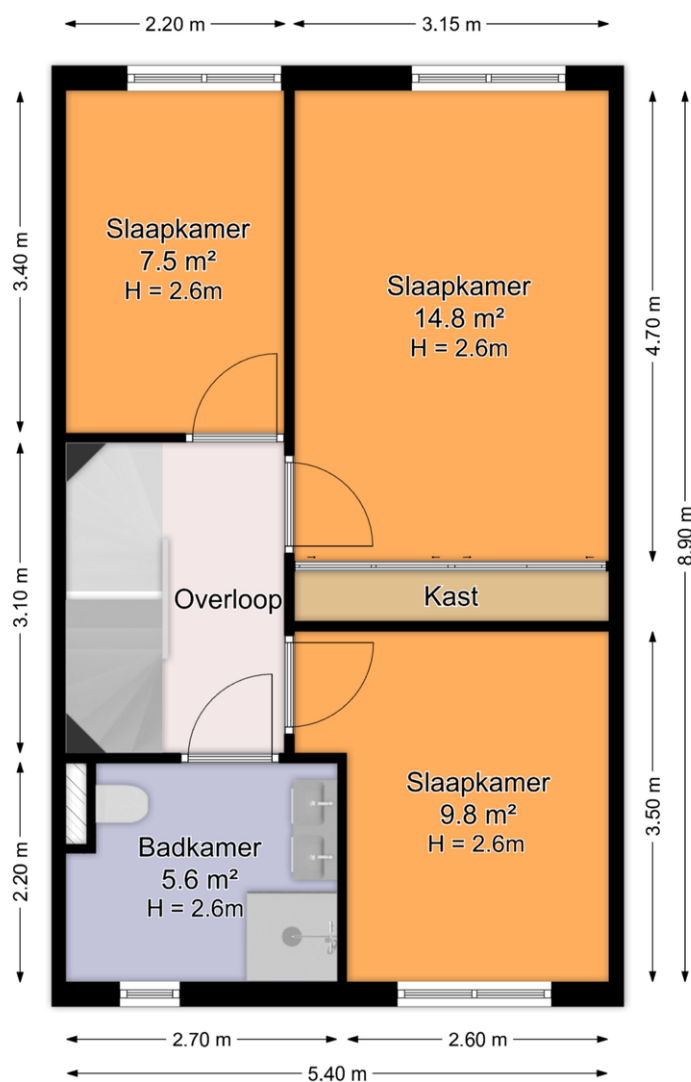 2.20 m
3.15 m
Slaapkamer
7.5 m²
H = 2.6m
3.40 m
Slaapkamer
14.8 m²
H = 2.6m
4.70 m
8.90 m
3.10 m
Overloop
Kast
Slaapkamer
9.8 m²
H = 2.6m
3.50 m
Badkamer
5.6 m²
H = 2.6m
2.20 m
2.70 m
2.60 m
5.40 m